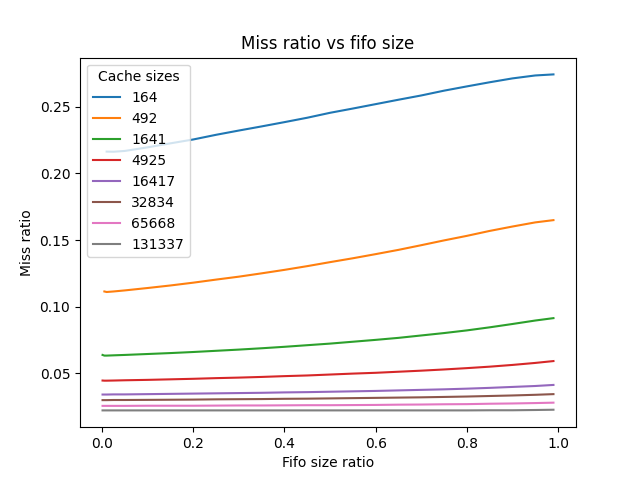 Miss ratio vs fifo size
Cache sizes
164
492
1641
4925
16417
32834
65668
131337
Miss ratio
0.25
0.20
0.15
0.10
0.05
0.0 0.2 0.4 0.6 0.8 1.0
Fifo size ratio